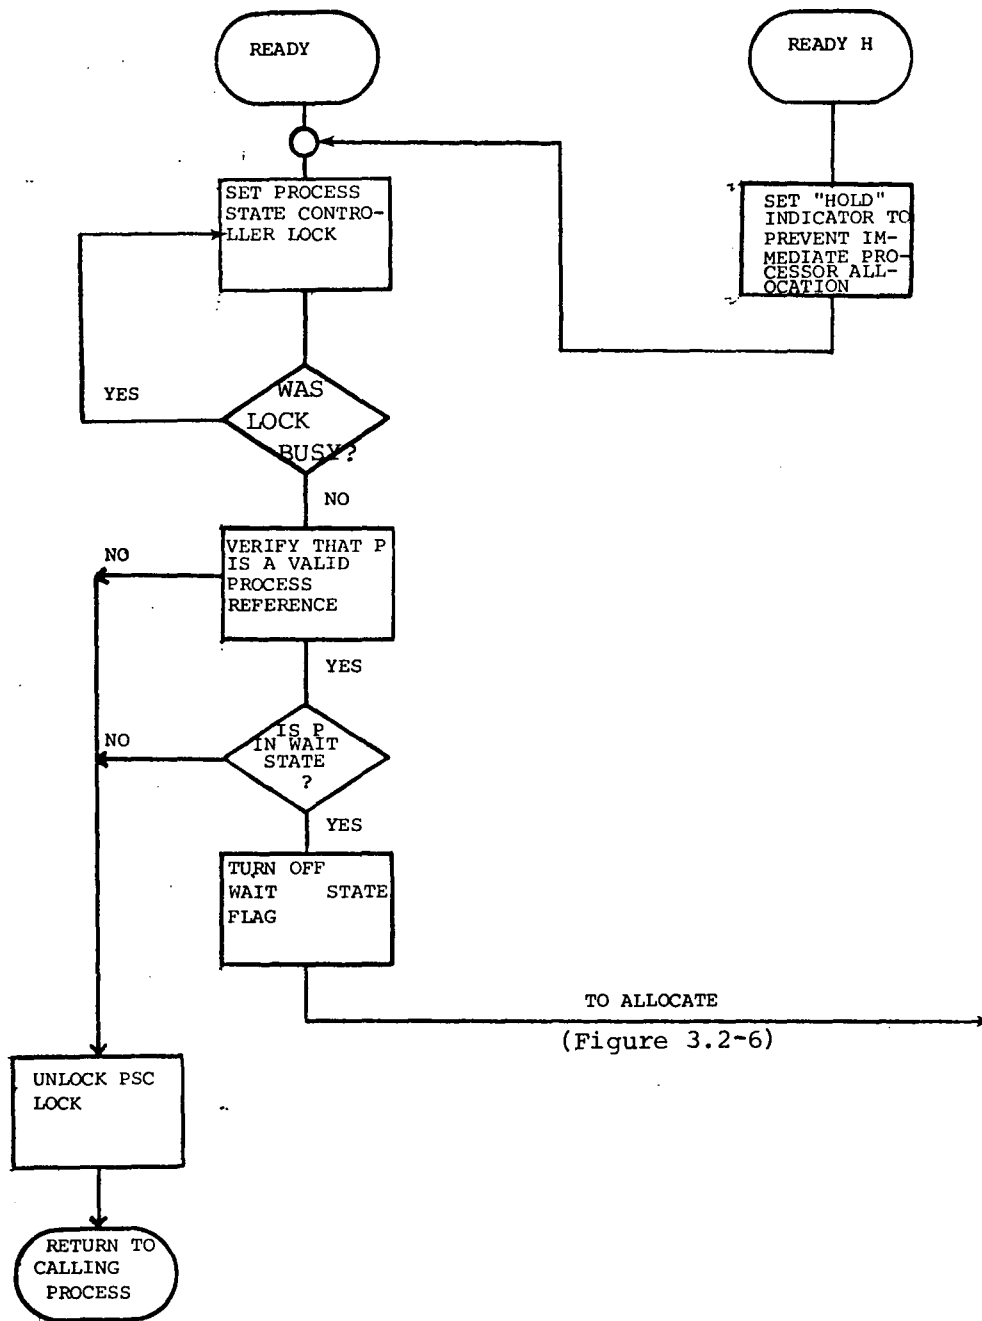 READY
READY H
SET PROCESS
STATE CONTRO-
LLER LOCK
SET "HOLD"
INDICATOR TO
PREVENT IM-
MEDIATE PRO-
CESSOR ALL-
OCATION
YES
WAS
LOCK
BUSY?
NO
NO
VERIFY THAT P
IS A VALID
PROCESS
REFERENCE
YES
NO
IS P
IN WAIT
STATE
?
YES
TURN OFF
WAIT STATE
FLAG
TO ALLOCATE
(Figure 3.2-6)
UNLOCK PSC
LOCK
RETURN TO
CALLING
PROCESS